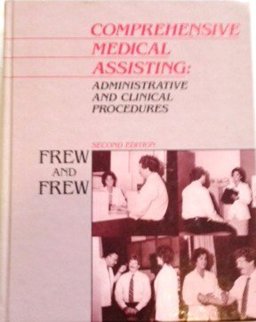 COMPREHENSIVE
MEDICAL
ASSISTING:
ADMINISTRATIVE
AND CLINICAL
PROCEDURES
SECOND EDITION
FREW
AND
FREW